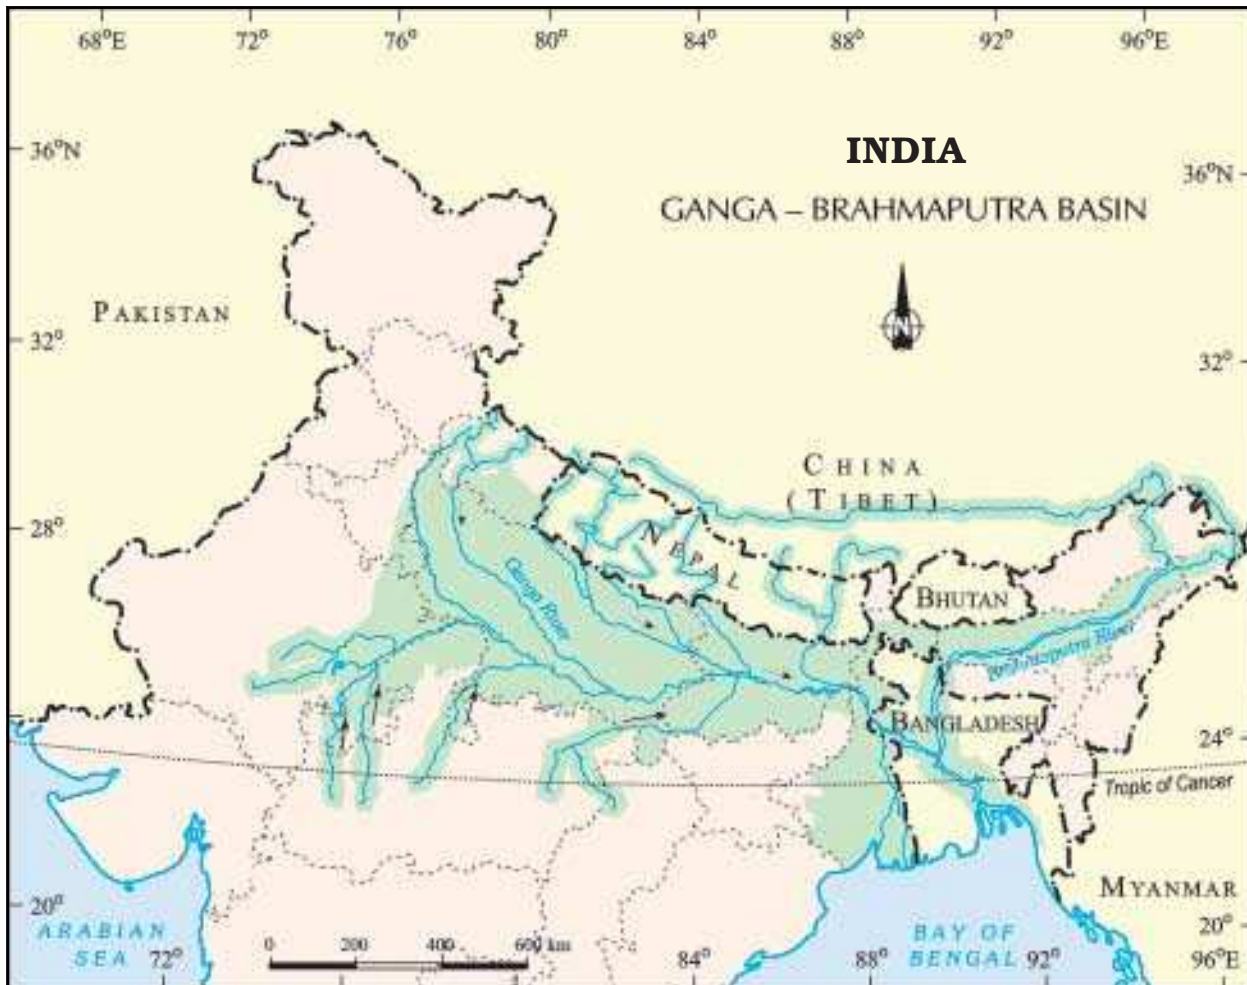 68°E 72° 76° 80° 84° 88° 92° 96°E
36°N
INDIA
36°N
GANGA – BRAHMAPUTRA BASIN
N
PAKISTAN
32°
32°
CHINA
(TIBET)
28°
NEPAL
Ganga River
BHUTAN
Brahmaputra River
BANGLADESH
24°
Tropic of Cancer
MYANMAR
20°
20°
ARABIAN
SEA
BAY OF
BENGAL
0 200 400 600 km
72° 84° 88° 92° 96°E